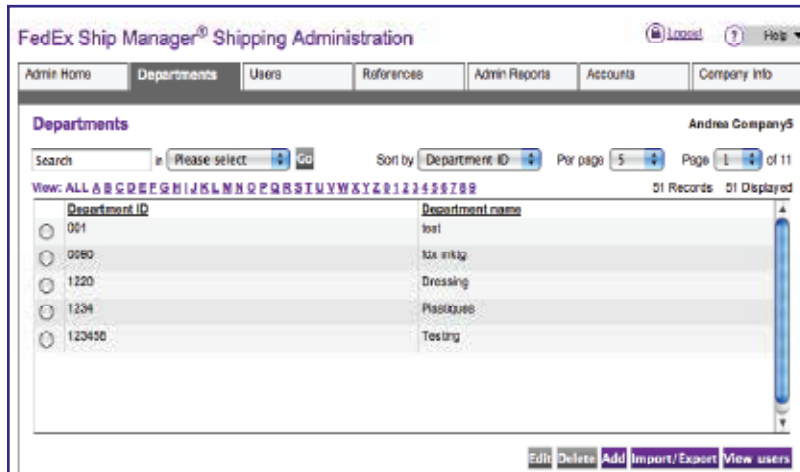 FedEx Ship Manager® Shipping Administration Logout ? Help
Admin Home Departments Users References Admin Reports Accounts Company Info
Departments Andrea Company5
Search in Please select Go Sort by Department ID Per page 5 Page 1 of 11
View: ALL A B C D E F G H I J K L M N O P Q R S T U V W X Y Z 0 1 2 3 4 5 6 7 8 9 51 Records 51 Displayed
Department ID Department name
001 test
0060 fdx mktg
1220 Dressing
1234 Plastiques
123456 Testing
Edit Delete Add Import/Export View users